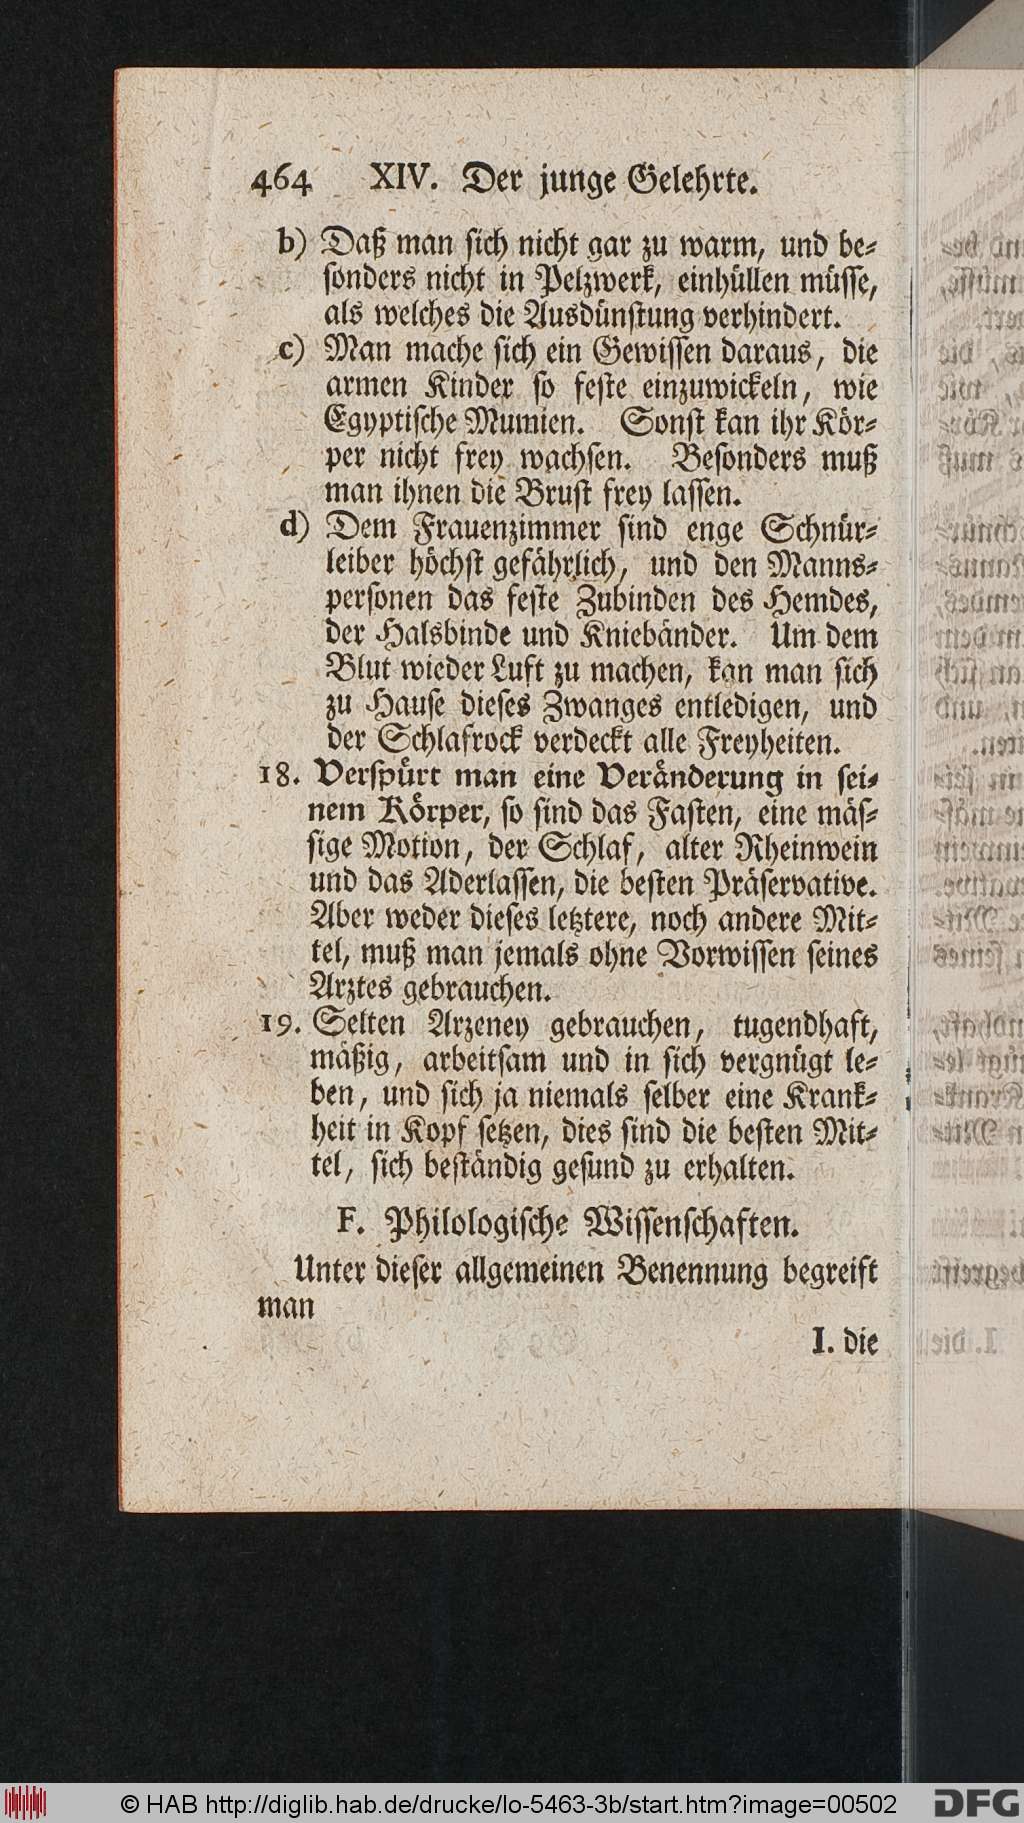 464 XIV. Der junge Gelehrte.
b) Daß man sich nicht gar zu warm, und be-
sonders nicht in Pelzwerk, einhüllen müsse,
als welches die Ausdünstung verhindert.
c) Man mache sich ein Gewissen daraus, die
armen Kinder so feste einzuwickeln, wie
Egyptische Mumien. Sonst kan ihr Kör-
per nicht frey wachsen. Besonders muß
man ihnen die Brust frey lassen.
d) Dem Frauenzimmer sind enge Schnür-
leiber höchst gefährlich, und den Manns-
personen das feste Zubinden des Hemdes,
der Halsbinde und Kniebänder. Um dem
Blut wieder Luft zu machen, kan man sich
zu Hause dieses Zwanges entledigen, und
der Schlafrock verdeckt alle Freyheiten.
18. Verspürt man eine Veränderung in sei-
nem Körper, so sind das Fasten, eine mäs-
sige Motion, der Schlaf, alter Rheinwein
und das Aderlassen, die besten Präservative.
Aber weder dieses letztere, noch andere Mit-
tel, muß man jemals ohne Vorwissen seines
Arztes gebrauchen.
19. Selten Arzeney gebrauchen, tugendhaft,
mäßig, arbeitsam und in sich vergnügt le-
ben, und sich ja niemals selber eine Krank-
heit in Kopf setzen, dies sind die besten Mit-
tel, sich beständig gesund zu erhalten.
F. Philologische Wissenschaften.
Unter dieser allgemeinen Benennung begreift
man
I. die
© HAB http://diglib.hab.de/drucke/lo-5463-3b/start.htm?image=00502
DFG